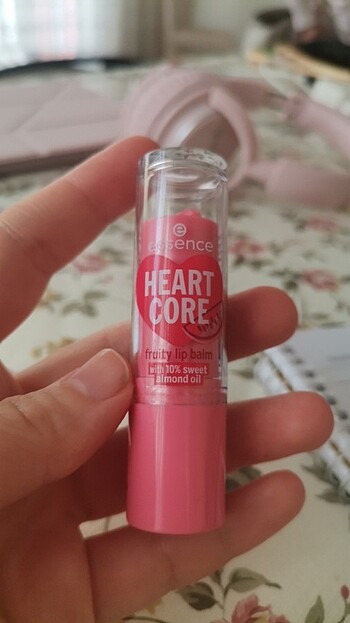 essence
HEART
CORE
fruity lip balm
with 10% sweet
almond oil